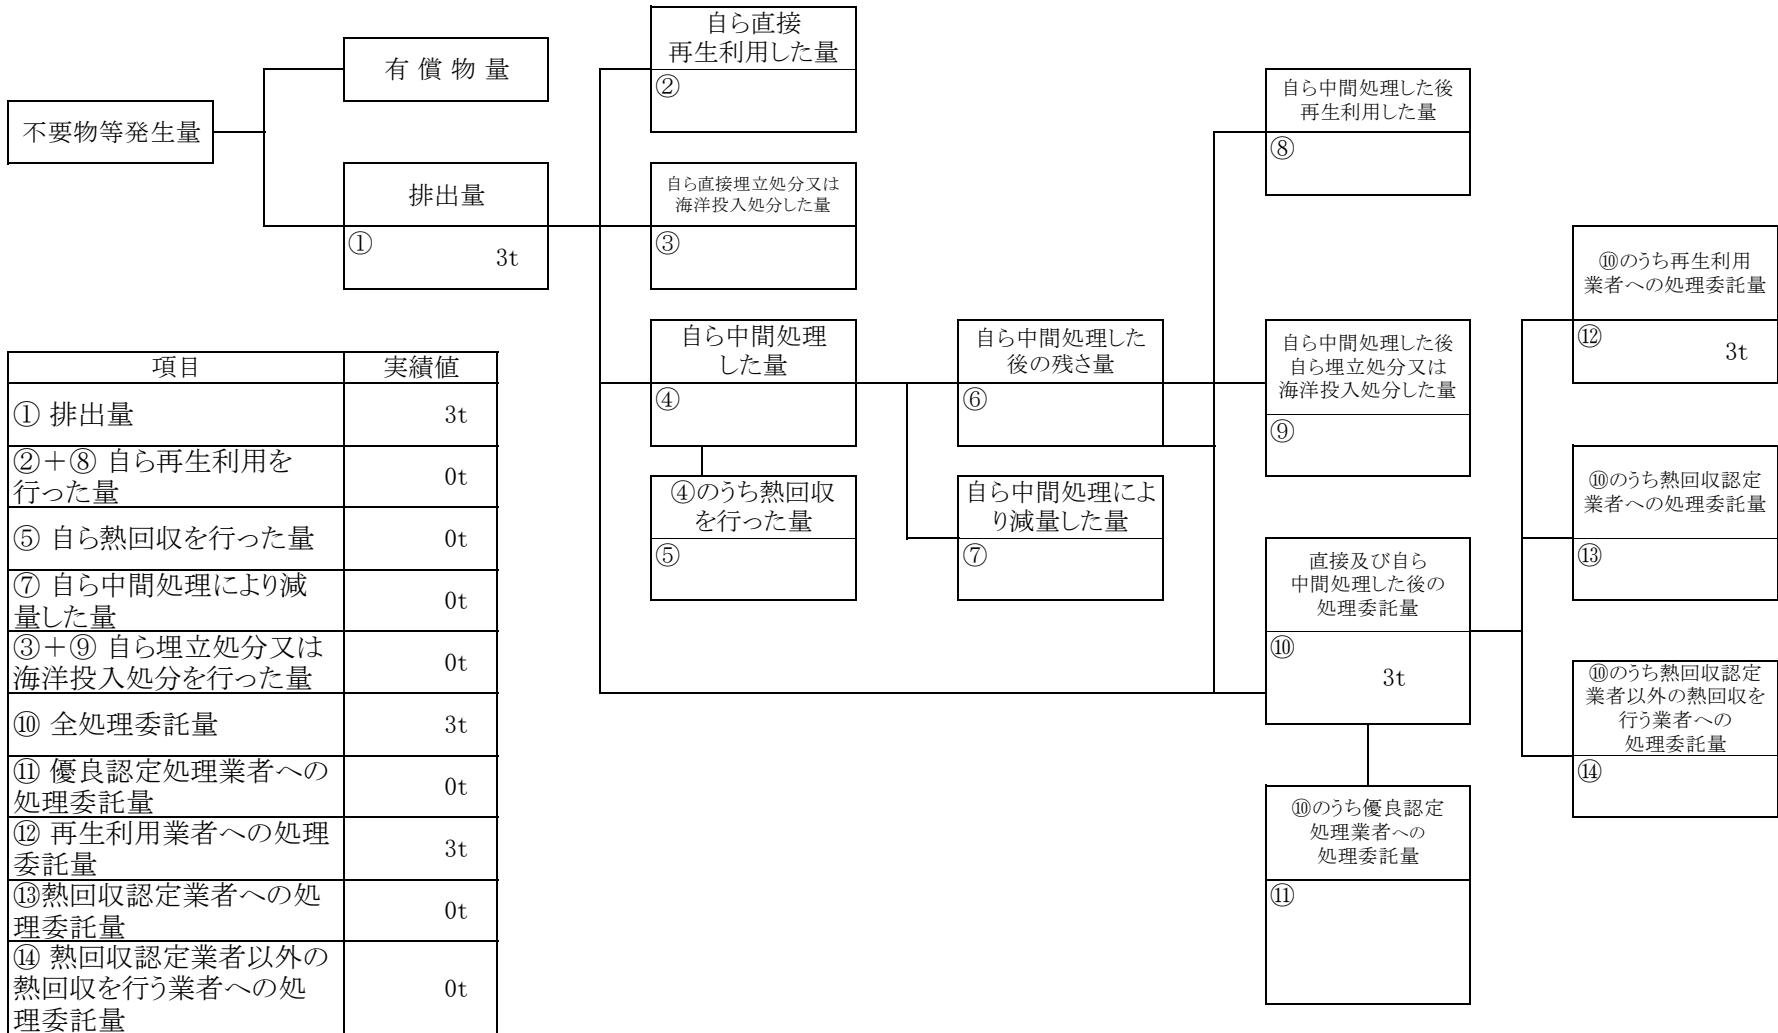 不要物等発生量
有 償 物 量
排出量
①
3t
自ら直接
再生利用した量
②
自ら直接埋立処分又は
海洋投入処分した量
③
自ら中間処理
した量
④
④のうち熱回収
を行った量
⑤
自ら中間処理した
後の残さ量
⑥
自ら中間処理によ
り減量した量
⑦
自ら中間処理した後
再生利用した量
⑧
自ら中間処理した後
自ら埋立処分又は
海洋投入処分した量
⑨
直接及び自ら
中間処理した後の
処理委託量
⑩
3t
⑩のうち優良認定
処理業者への
処理委託量
⑪
⑩のうち再生利用
業者への処理委託量
⑫
3t
⑩のうち熱回収認定
業者への処理委託量
⑬
⑩のうち熱回収認定
業者以外の熱回収を
行う業者への
処理委託量
⑭
項目 実績値
① 排出量 3t
②＋⑧ 自ら再生利用を
行った量 0t
⑤ 自ら熱回収を行った量 0t
⑦ 自ら中間処理により減
量した量 0t
③＋⑨ 自ら埋立処分又は
海洋投入処分を行った量 0t
⑩ 全処理委託量 3t
⑪ 優良認定処理業者への
処理委託量 0t
⑫ 再生利用業者への処理
委託量 3t
⑬熱回収認定業者への処
理委託量 0t
⑭ 熱回収認定業者以外の
熱回収を行う業者への処
理委託量 0t